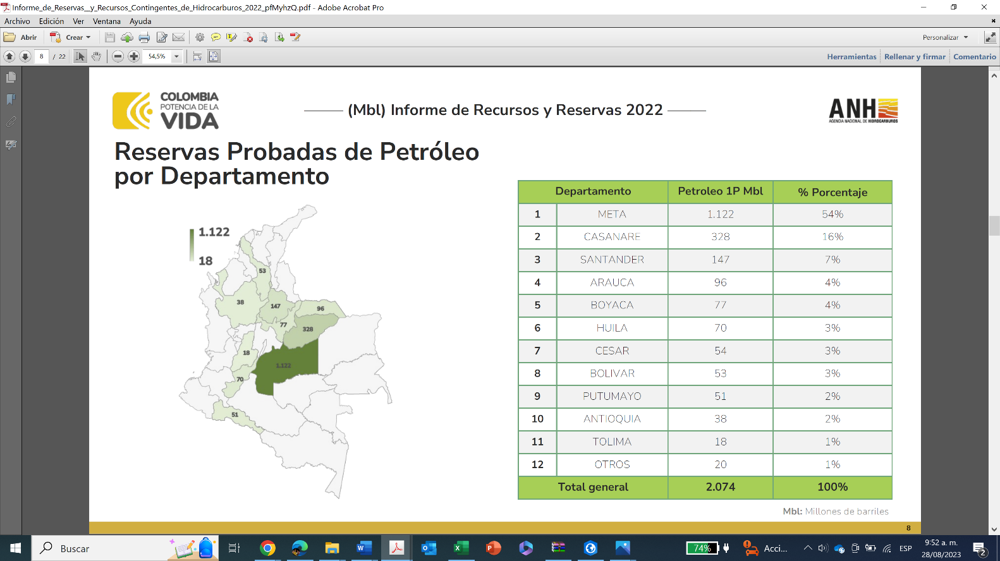 Informe_de_Reservas__y_Recursos_Contingentes_de_Hidrocarburos_2022_pfMyhzQ.pdf - Adobe Acrobat Pro
Archivo Edición Ver Ventana Ayuda
Abrir Crear Personalizar
8 / 22 54,5% Herramientas Rellenar y firmar Comentario
COLOMBIA
POTENCIA DE LA
VIDA
(Mbl) Informe de Recursos y Reservas 2022
ANH
AGENCIA NACIONAL DE HIDROCARBUROS
Reservas Probadas de Petróleo
por Departamento
1.122
18
53
38
147
96
77
328
18
1.122
70
51
Departamento Petroleo 1P Mbl % Porcentaje
1 META 1.122 54%
2 CASANARE 328 16%
3 SANTANDER 147 7%
4 ARAUCA 96 4%
5 BOYACA 77 4%
6 HUILA 70 3%
7 CESAR 54 3%
8 BOLIVAR 53 3%
9 PUTUMAYO 51 2%
10 ANTIOQUIA 38 2%
11 TOLIMA 18 1%
12 OTROS 20 1%
Total general 2.074 100%
Mbl: Millones de barriles
8
Buscar 74% Acci... ESP 9:52 a. m.
28/08/2023 2